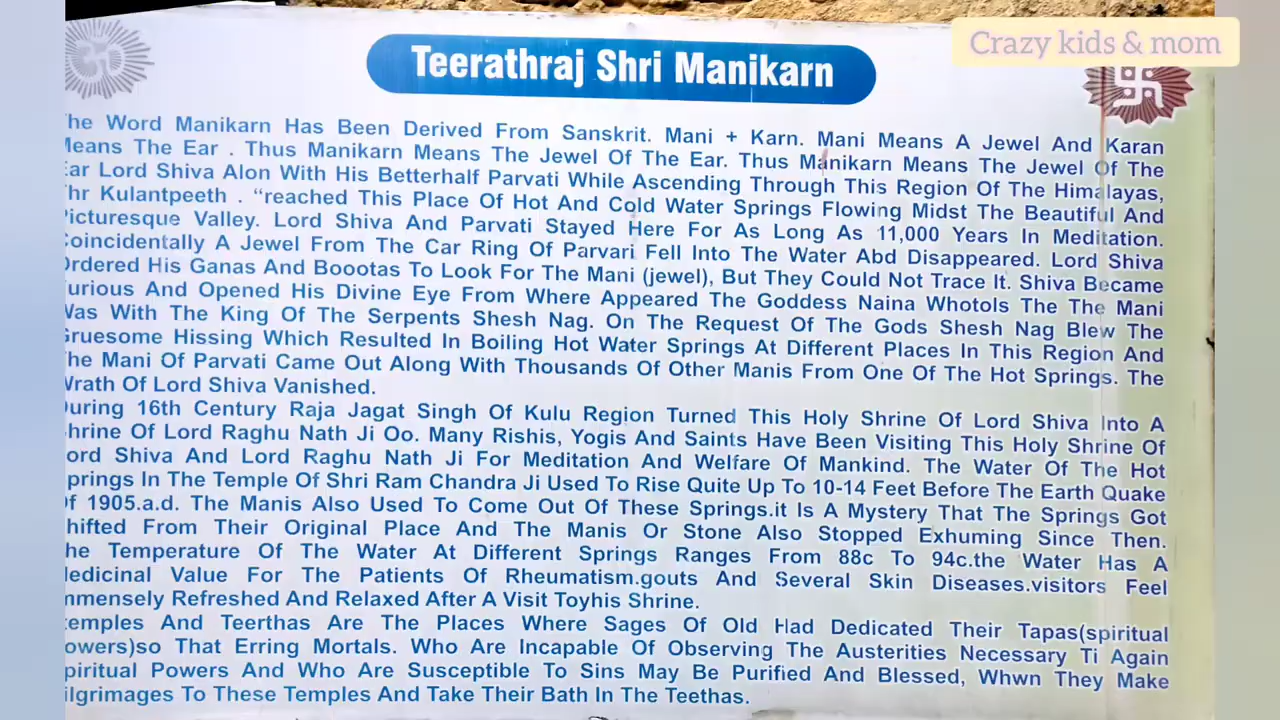 Crazy kids & mom
Teerathraj Shri Manikarn
he Word Manikarn Has Been Derived From Sanskrit. Mani + Karn. Mani Means A Jewel And Karan
Means The Ear . Thus Manikarn Means The Jewel Of The Ear. Thus Manikarn Means The Jewel Of The
Ear Lord Shiva Alon With His Betterhalf Parvati While Ascending Through This Region Of The Himalayas,
Thr Kulantpeeth . “reached This Place Of Hot And Cold Water Springs Flowing Midst The Beautiful And
Picturesque Valley. Lord Shiva And Parvati Stayed Here For As Long As 11,000 Years In Meditation.
Coincidentally A Jewel From The Car Ring Of Parvari Fell Into The Water Abd Disappeared. Lord Shiva
Ordered His Ganas And Boootas To Look For The Mani (jewel), But They Could Not Trace It. Shiva Became
Furious And Opened His Divine Eye From Where Appeared The Goddess Naina Whotols The The Mani
Was With The King Of The Serpents Shesh Nag. On The Request Of The Gods Shesh Nag Blew The
Gruesome Hissing Which Resulted In Boiling Hot Water Springs At Different Places In This Region And
The Mani Of Parvati Came Out Along With Thousands Of Other Manis From One Of The Hot Springs. The
Wrath Of Lord Shiva Vanished.
During 16th Century Raja Jagat Singh Of Kulu Region Turned This Holy Shrine Of Lord Shiva Into A
Shrine Of Lord Raghu Nath Ji Oo. Many Rishis, Yogis And Saints Have Been Visiting This Holy Shrine Of
ord Shiva And Lord Raghu Nath Ji For Meditation And Welfare Of Mankind. The Water Of The Hot
prings In The Temple Of Shri Ram Chandra Ji Used To Rise Quite Up To 10-14 Feet Before The Earth Quake
Of 1905.a.d. The Manis Also Used To Come Out Of These Springs.it Is A Mystery That The Springs Got
hifted From Their Original Place And The Manis Or Stone Also Stopped Exhuming Since Then.
he Temperature Of The Water At Different Springs Ranges From 88c To 94c.the Water Has A
edicinal Value For The Patients Of Rheumatism.gouts And Several Skin Diseases.visitors Feel
mmensely Refreshed And Relaxed After A Visit Toyhis Shrine.
emples And Teerthas Are The Places Where Sages Of Old Had Dedicated Their Tapas(spiritual
owers)so That Erring Mortals. Who Are Incapable Of Observing The Austerities Necessary Ti Again
piritual Powers And Who Are Susceptible To Sins May Be Purified And Blessed, Whwn They Make
ilgrimages To These Temples And Take Their Bath In The Teethas.